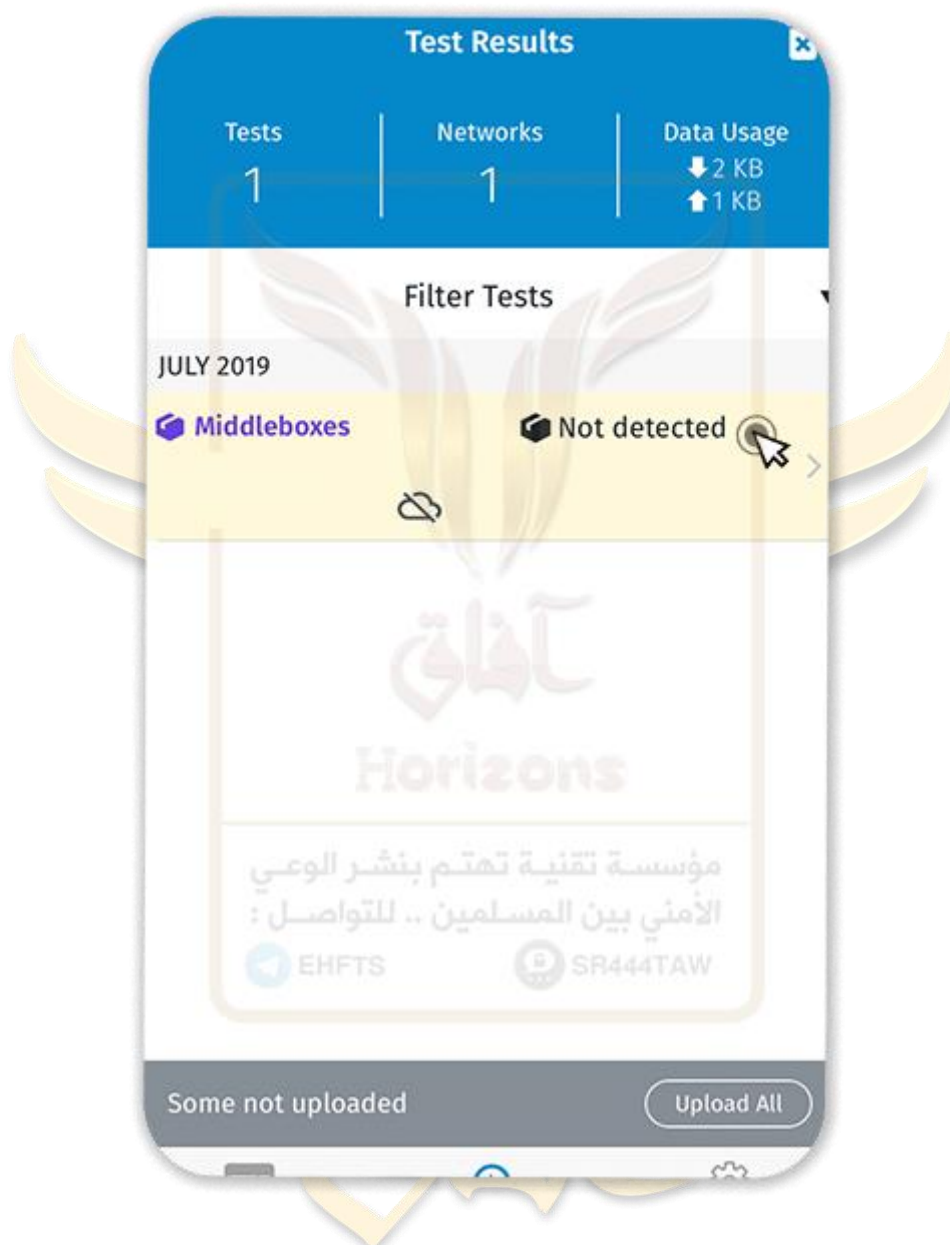 Test Results
Tests
Networks
Data Usage
1
1
2 KB
1 KB
Filter Tests
JULY 2019
Middleboxes
Not detected
آفاق
Horizons
مؤسسة تقنية تهتم بنشر الوعي
الأمني بين المسلمين .. للتواصل :
EHFTS
SR444TAW
Some not uploaded
Upload All